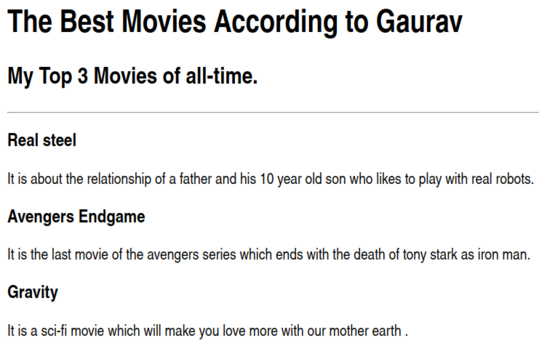 The Best Movies According to Gaurav
My Top 3 Movies of all-time.
Real steel
It is about the relationship of a father and his 10 year old son who likes to play with real robots.
Avengers Endgame
It is the last movie of the avengers series which ends with the death of tony stark as iron man.
Gravity
It is a sci-fi movie which will make you love more with our mother earth .